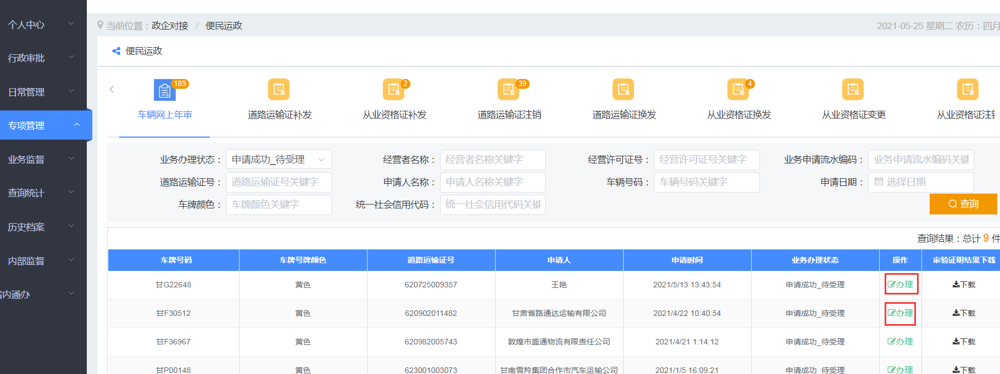 个人中心
行政审批
日常管理
专项管理
业务监督
查询统计
历史档案
内部监督
内通办
当前位置：政企对接 / 便民运政
2021-05-25 星期二 农历：四月
便民运政
189
2
39
4
车辆网上年审
道路运输证补发
从业资格证补发
道路运输证注销
道路运输证换发
从业资格证换发
从业资格证变更
从业资格证注
业务办理状态： 申请成功_待受理
经营者名称： 经营者名称关键字
经营许可证号： 经营许可证号关键字
业务申请流水编码： 业务申请流水编码关键
道路运输证号： 道路运输证号关键字
申请人名称： 申请人名称关键字
车辆号码： 车辆号码关键字
申请日期： 选择日期
车牌颜色： 车牌颜色关键字
统一社会信用代码： 统一社会信用代码关键
查询
查询结果：总计 9 件
车牌号码 车牌号牌颜色 道路运输证号 申请人 申请时间 业务办理状态 操作 审验证明结果下载
甘G22648 黄色 620725009357 王艳 2021/5/13 13:43:54 申请成功_待受理 办理 下载
甘F30512 黄色 620902011482 甘肃省路通达运输有限公司 2021/4/22 10:40:54 申请成功_待受理 办理 下载
甘F36967 黄色 620982005743 敦煌市盛通物流有限责任公司 2021/4/21 1:14:12 申请成功_待受理 办理 下载
甘P00148 黄色 623001003073 甘南雪羚集团合作市汽车运输公司 2021/1/5 16:09:21 申请成功_待受理 办理 下载